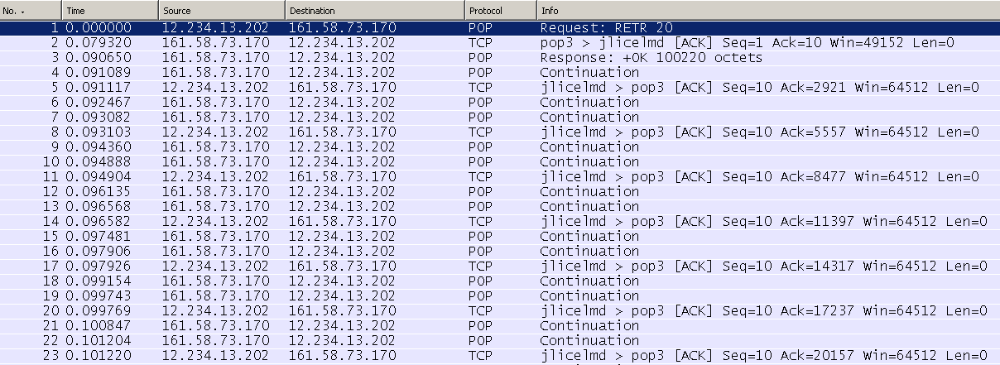 No. Time Source Destination Protocol Info
1 0.000000 12.234.13.202 161.58.73.170 POP Request: RETR 20
2 0.079320 161.58.73.170 12.234.13.202 TCP pop3 > jlicelmd [ACK] Seq=1 Ack=10 Win=49152 Len=0
3 0.090650 161.58.73.170 12.234.13.202 POP Response: +OK 100220 octets
4 0.091089 161.58.73.170 12.234.13.202 POP Continuation
5 0.091117 12.234.13.202 161.58.73.170 TCP jlicelmd > pop3 [ACK] Seq=10 Ack=2921 Win=64512 Len=0
6 0.092467 161.58.73.170 12.234.13.202 POP Continuation
7 0.093082 161.58.73.170 12.234.13.202 POP Continuation
8 0.093103 12.234.13.202 161.58.73.170 TCP jlicelmd > pop3 [ACK] Seq=10 Ack=5557 Win=64512 Len=0
9 0.094360 161.58.73.170 12.234.13.202 POP Continuation
10 0.094888 161.58.73.170 12.234.13.202 POP Continuation
11 0.094904 12.234.13.202 161.58.73.170 TCP jlicelmd > pop3 [ACK] Seq=10 Ack=8477 Win=64512 Len=0
12 0.096135 161.58.73.170 12.234.13.202 POP Continuation
13 0.096568 161.58.73.170 12.234.13.202 POP Continuation
14 0.096582 12.234.13.202 161.58.73.170 TCP jlicelmd > pop3 [ACK] Seq=10 Ack=11397 Win=64512 Len=0
15 0.097481 161.58.73.170 12.234.13.202 POP Continuation
16 0.097906 161.58.73.170 12.234.13.202 POP Continuation
17 0.097926 12.234.13.202 161.58.73.170 TCP jlicelmd > pop3 [ACK] Seq=10 Ack=14317 Win=64512 Len=0
18 0.099154 161.58.73.170 12.234.13.202 POP Continuation
19 0.099743 161.58.73.170 12.234.13.202 POP Continuation
20 0.099769 12.234.13.202 161.58.73.170 TCP jlicelmd > pop3 [ACK] Seq=10 Ack=17237 Win=64512 Len=0
21 0.100847 161.58.73.170 12.234.13.202 POP Continuation
22 0.101204 161.58.73.170 12.234.13.202 POP Continuation
23 0.101220 12.234.13.202 161.58.73.170 TCP jlicelmd > pop3 [ACK] Seq=10 Ack=20157 Win=64512 Len=0